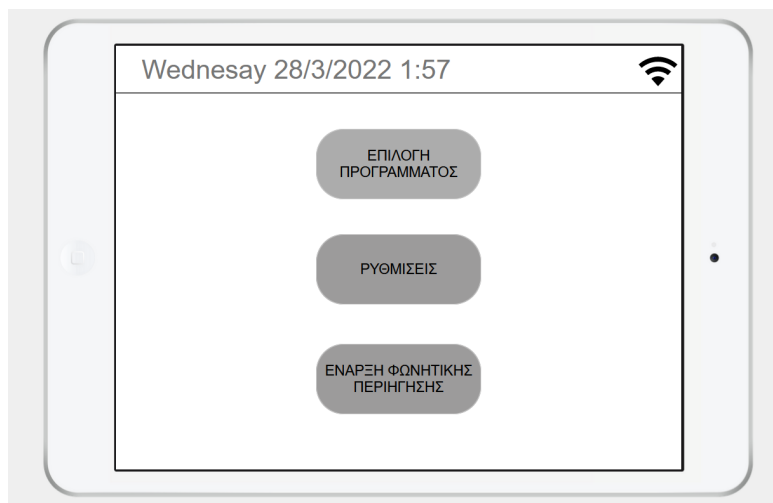 Wednesay 28/3/2022 1:57
ΕΠΙΛΟΓΗ
ΠΡΟΓΡΑΜΜΑΤΟΣ
ΡΥΘΜΙΣΕΙΣ
ΕΝΑΡΞΗ ΦΩΝΗΤΙΚΗΣ
ΠΕΡΙΗΓΗΣΗΣ